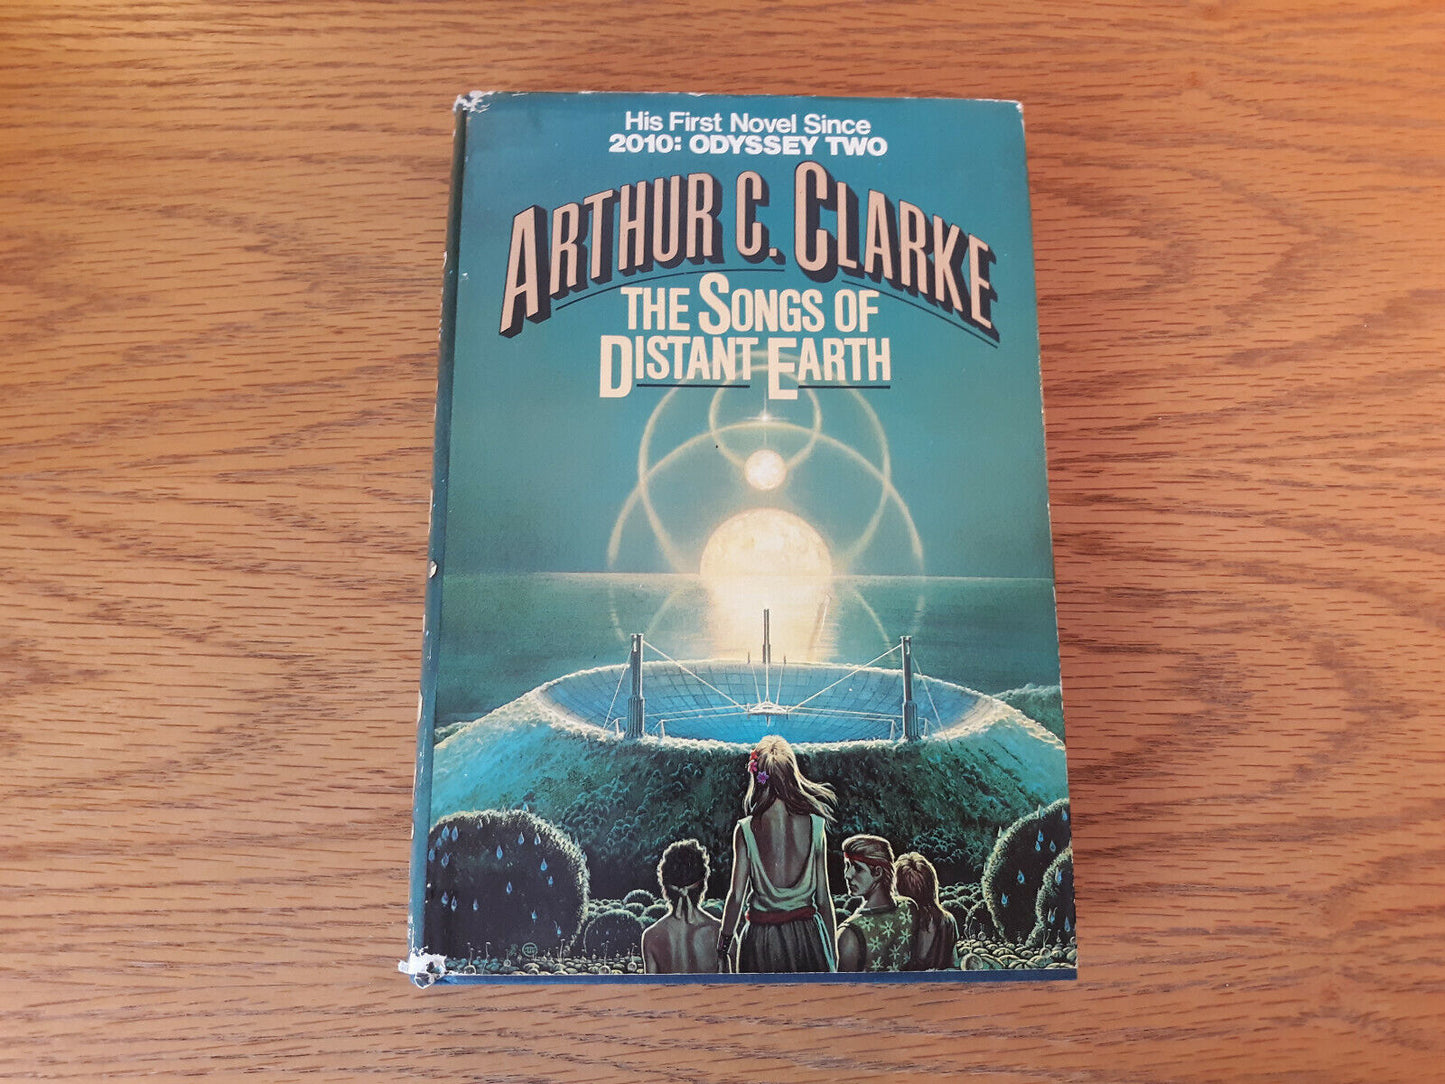 His First Novel Since
2010: ODYSSEY TWO
ARTHUR C. CLARKE
THE SONGS OF
DISTANT EARTH